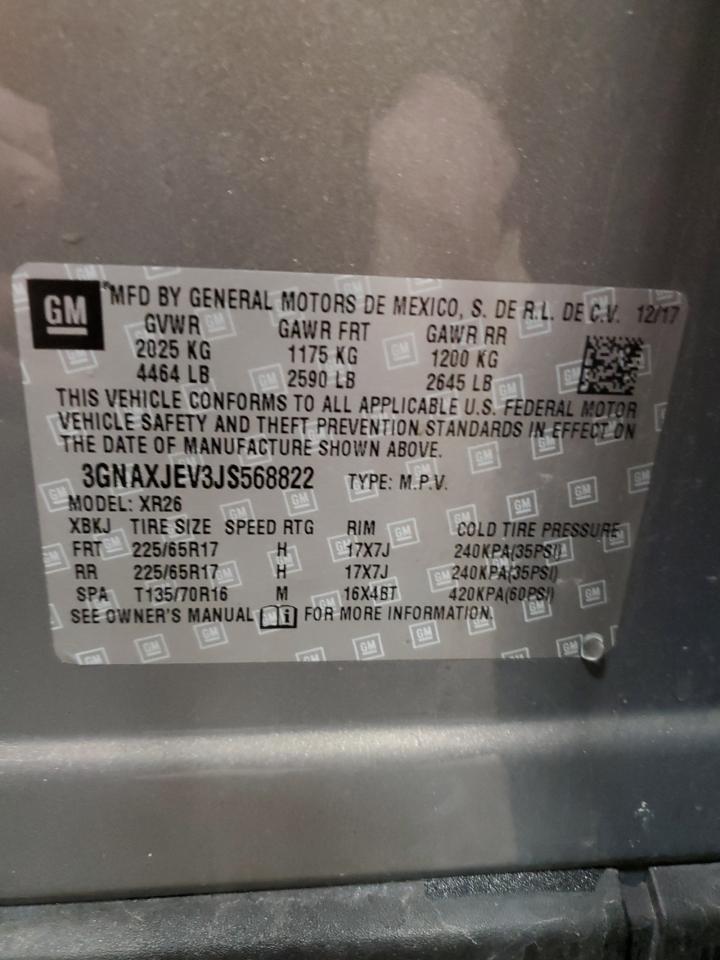 GM
MFD BY GENERAL MOTORS DE MEXICO, S. DE R.L. DE C.V. 12/17
GVWR GAWR FRT GAWR RR
2025 KG 1175 KG 1200 KG
4464 LB 2590 LB 2645 LB
THIS VEHICLE CONFORMS TO ALL APPLICABLE U.S. FEDERAL MOTOR
VEHICLE SAFETY AND THEFT PREVENTION STANDARDS IN EFFECT ON
THE DATE OF MANUFACTURE SHOWN ABOVE.
3GNAXJEV3JS568822 TYPE: M.P.V.
MODEL: XR26
XBKJ TIRE SIZE SPEED RTG RIM COLD TIRE PRESSURE
FRT 225/65R17 H 17X7J 240KPA(35PSI)
RR 225/65R17 H 17X7J 240KPA(35PSI)
SPA T135/70R16 M 16X4BT 420KPA(60PSI)
SEE OWNER'S MANUAL i FOR MORE INFORMATION.